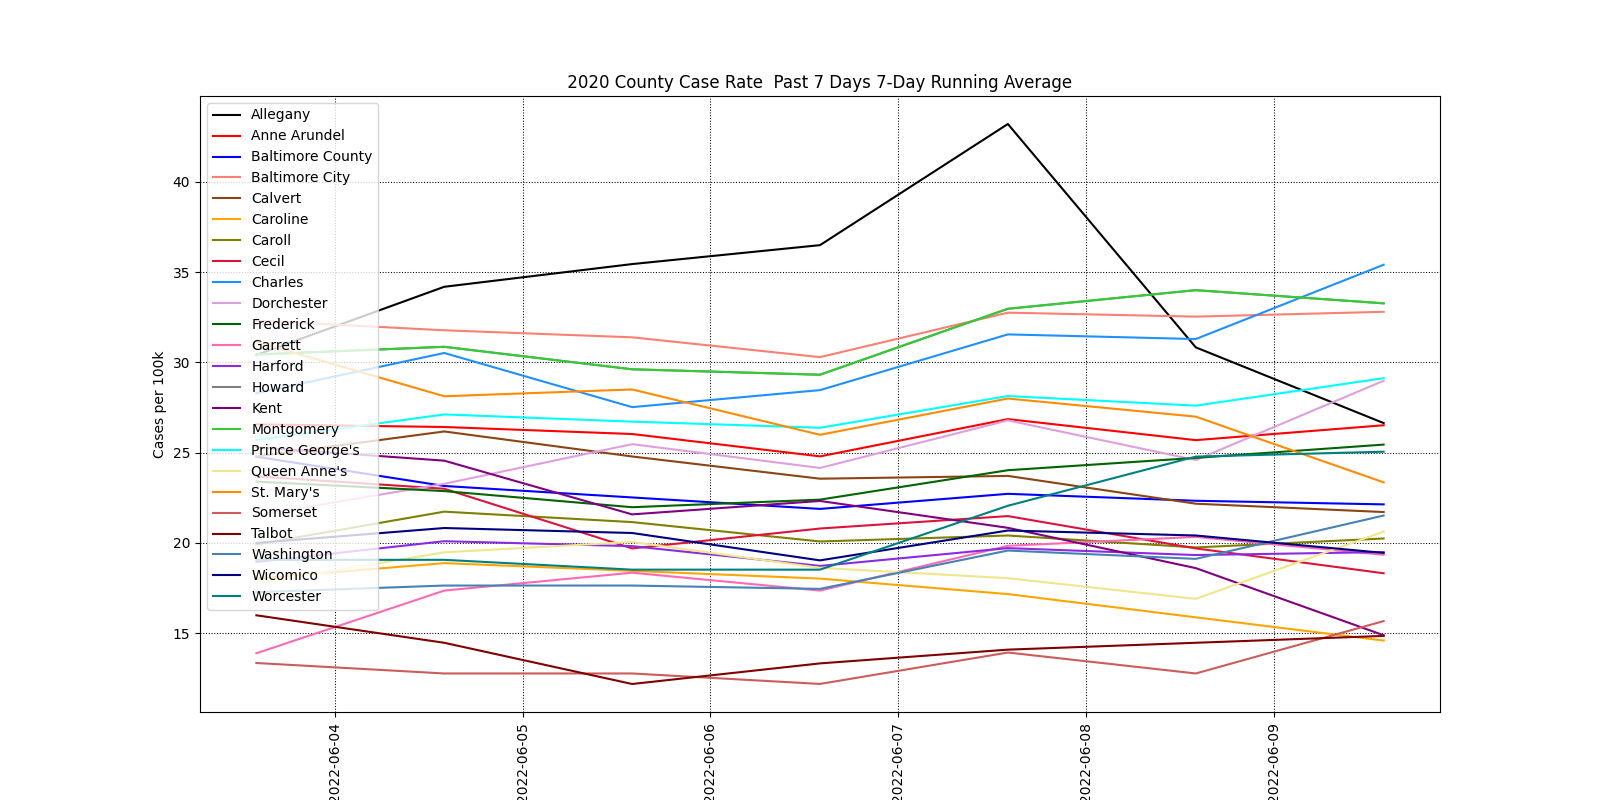 2020 County Case Rate  Past 7 Days 7-Day Running Average
Cases per 100k
40
35
30
25
20
15
Allegany
Anne Arundel
Baltimore County
Baltimore City
Calvert
Caroline
Caroll
Cecil
Charles
Dorchester
Frederick
Garrett
Harford
Howard
Kent
Montgomery
Prince George's
Queen Anne's
St. Mary's
Somerset
Talbot
Washington
Wicomico
Worcester
2022-06-04
2022-06-05
2022-06-06
2022-06-07
2022-06-08
2022-06-09